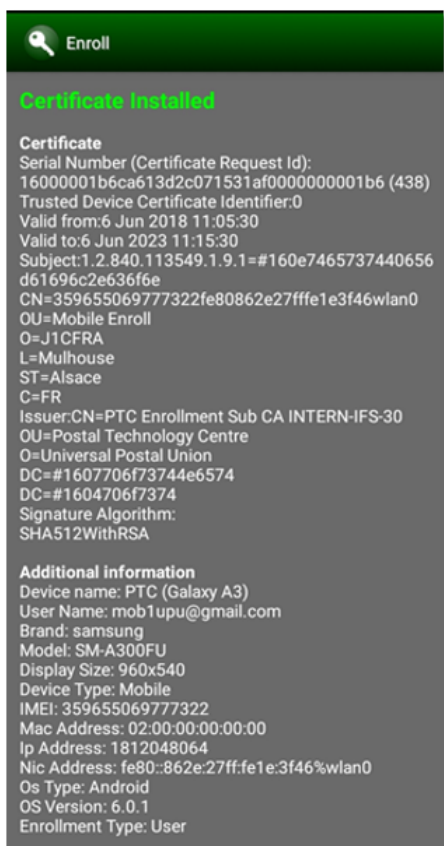 Enroll
Certificate Installed
Certificate
Serial Number (Certificate Request Id):
16000001b6ca613d2c071531af0000000001b6 (438)
Trusted Device Certificate Identifier:0
Valid from:6 Jun 2018 11:05:30
Valid to:6 Jun 2023 11:15:30
Subject:1.2.840.113549.1.9.1=#160e7465737440656
d61696c2e636f6e
CN=359655069777322fe80862e27fffe1e3f46wlan0
OU=Mobile Enroll
O=J1CFRA
L=Mulhouse
ST=Alsace
C=FR
Issuer:CN=PTC Enrollment Sub CA INTERN-IFS-30
OU=Postal Technology Centre
O=Universal Postal Union
DC=#1607706f73744e6574
DC=#1604706f7374
Signature Algorithm:
SHA512WithRSA
Additional information
Device name: PTC (Galaxy A3)
User Name: mob1upu@gmail.com
Brand: samsung
Model: SM-A300FU
Display Size: 960x540
Device Type: Mobile
IMEI: 359655069777322
Mac Address: 02:00:00:00:00:00
Ip Address: 1812048064
Nic Address: fe80::862e:27ff:fe1e:3f46%wlan0
Os Type: Android
OS Version: 6.0.1
Enrollment Type: User